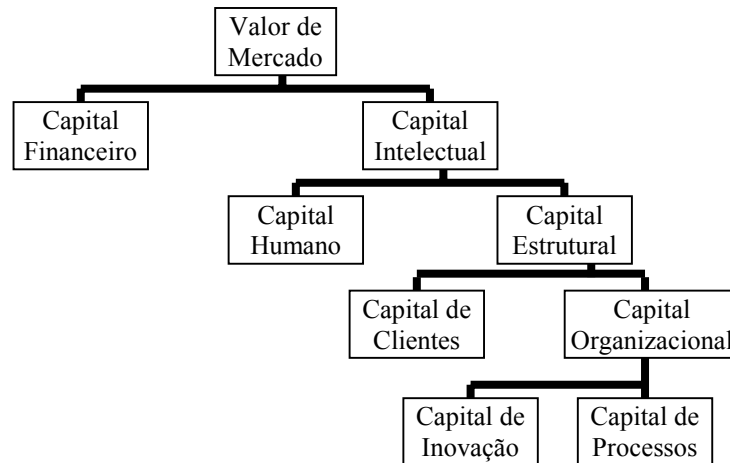 Valor de
Mercado
Capital
Financeiro
Capital
Intelectual
Capital
Humano
Capital
Estrutural
Capital de
Clientes
Capital
Organizacional
Capital de
Inovação
Capital de
Processos